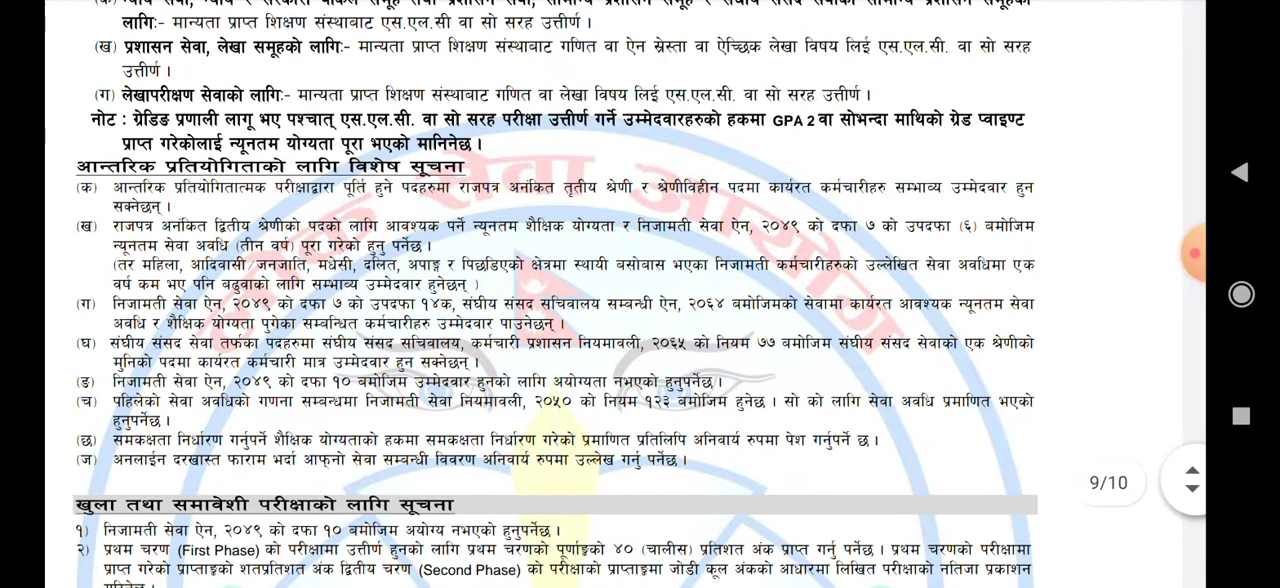 लागि:- मान्यता प्राप्त शिक्षण संस्थाबाट एस.एल.सी. वा सो सरह उत्तीर्ण ।
(ख) प्रशासन सेवा, लेखा समूहको लागि:- मान्यता प्राप्त शिक्षण संस्थाबाट गणित वा ऐन स्रेस्ता वा ऐच्छिक लेखा विषय लिई एस.एल.सी. वा सो सरह
उत्तीर्ण ।
(ग) लेखापरीक्षण सेवाको लागि:- मान्यता प्राप्त शिक्षण संस्थाबाट गणित वा लेखा विषय लिई एस.एल.सी. वा सो सरह उत्तीर्ण ।
नोट : ग्रेडिङ प्रणाली लागू भए पश्चात् एस.एल.सी. वा सो सरह परीक्षा उत्तीर्ण गर्ने उम्मेदवारहरुको हकमा GPA 2 वा सोभन्दा माथिको ग्रेड प्वाइण्ट
प्राप्त गरेकोलाई न्यूनतम योग्यता पूरा भएको मानिनेछ ।
आन्तरिक प्रतियोगिताको लागि विशेष सूचना
(क) आन्तरिक प्रतियोगितात्मक परीक्षाद्वारा पूर्ति हुने पदहरुमा राजपत्र अनंकित तृतीय श्रेणी र श्रेणीविहीन पदमा कार्यरत कर्मचारीहरु सम्भाव्य उम्मेदवार हुन
सक्नेछन् ।
(ख) राजपत्र अनंकित द्वितीय श्रेणीको पदको लागि आवश्यक पर्ने न्यूनतम शैक्षिक योग्यता र निजामती सेवा ऐन, २०४९ को दफा ७ को उपदफा (६) बमोजिम
न्यूनतम सेवा अवधि (तीन वर्ष) पूरा गरेको हुनु पर्नेछ ।
(तर महिला, आदिवासी /जनजाति, मधेसी, दलित, अपाङ्ग र पिछडिएको क्षेत्रमा स्थायी बसोबास भएका निजामती कर्मचारीहरुको उल्लेखित सेवा अवधिमा एक
वर्ष कम भए पनि बढुवाको लागि सम्भाव्य उम्मेदवार हुनेछन् )
(ग) निजामती सेवा ऐन, २०४९ को दफा ७ को उपदफा १४क, संघीय संसद सचिवालय सम्बन्धी ऐन, २०६४ बमोजिमको सेवामा कार्यरत आवश्यक न्यूनतम सेवा
अवधि र शैक्षिक योग्यता पुगेका सम्बन्धित कर्मचारीहरु उम्मेदवार पाउनेछन् ।
(घ) संघीय संसद सेवा तर्फका पदहरुमा संघीय संसद सचिवालय, कर्मचारी प्रशासन नियमावली, २०६५ को नियम ७७ बमोजिम संघीय संसद सेवाको एक श्रेणीको
मुनिको पदमा कार्यरत कर्मचारी मात्र उम्मेदवार हुन सक्नेछन् ।
(ङ) निजामती सेवा ऐन, २०४९ को दफा १० बमोजिम उम्मेदवार हुनको लागि अयोग्यता नभएको हुनुपर्नेछ ।
(च) पहिलेको सेवा अवधिको गणना सम्बन्धमा निजामती सेवा नियमावली, २०५० को नियम १२३ बमोजिम हुनेछ । सो को लागि सेवा अवधि प्रमाणित भएको
हुनुपर्नेछ ।
(छ) समकक्षता निर्धारण गर्नुपर्ने शैक्षिक योग्यताको हकमा समकक्षता निर्धारण गरेको प्रमाणित प्रतिलिपि अनिवार्य रुपमा पेश गर्नुपर्ने छ ।
(ज) अनलाईन दरखास्त फाराम भर्दा आफ्नो सेवा सम्बन्धी विवरण अनिवार्य रुपमा उल्लेख गर्नु पर्नेछ ।
9/10
खुला तथा समावेशी परीक्षाको लागि सूचना
१) निजामती सेवा ऐन, २०४९ को दफा १० बमोजिम अयोग्य नभएको हुनुपर्नेछ ।
२) प्रथम चरण (First Phase) को परीक्षामा उत्तीर्ण हुनको लागि प्रथम चरणको पूर्णाङ्कको ४० (चालीस) प्रतिशत अंक प्राप्त गर्नु पर्नेछ । प्रथम चरणको परीक्षामा
प्राप्त गरेको प्राप्ताङ्कको शतप्रतिशत अंक द्वितीय चरण (Second Phase) को परीक्षाको प्राप्ताङ्कमा जोडी कूल अंकको आधारमा लिखित परीक्षाको नतिजा प्रकाशन
लोक सेवा आयोग